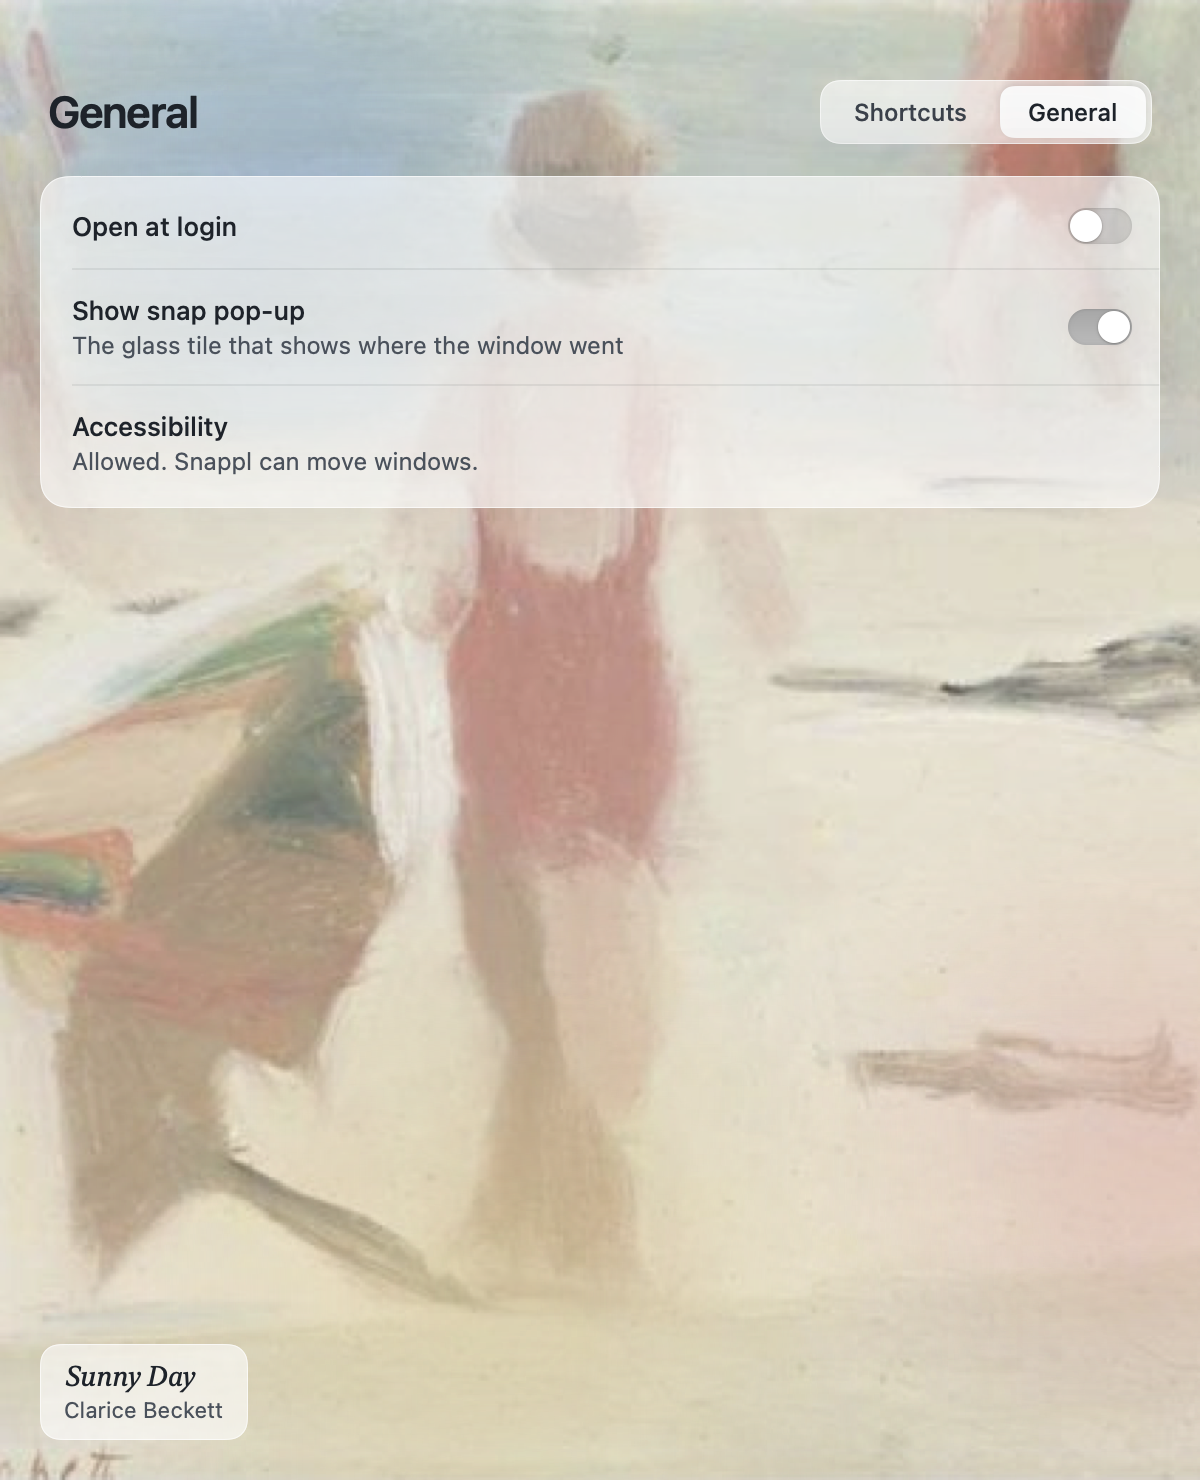 General
Shortcuts
General
Open at login
Show snap pop-up
The glass tile that shows where the window went
Accessibility
Allowed. Snappl can move windows.
Sunny Day
Clarice Beckett